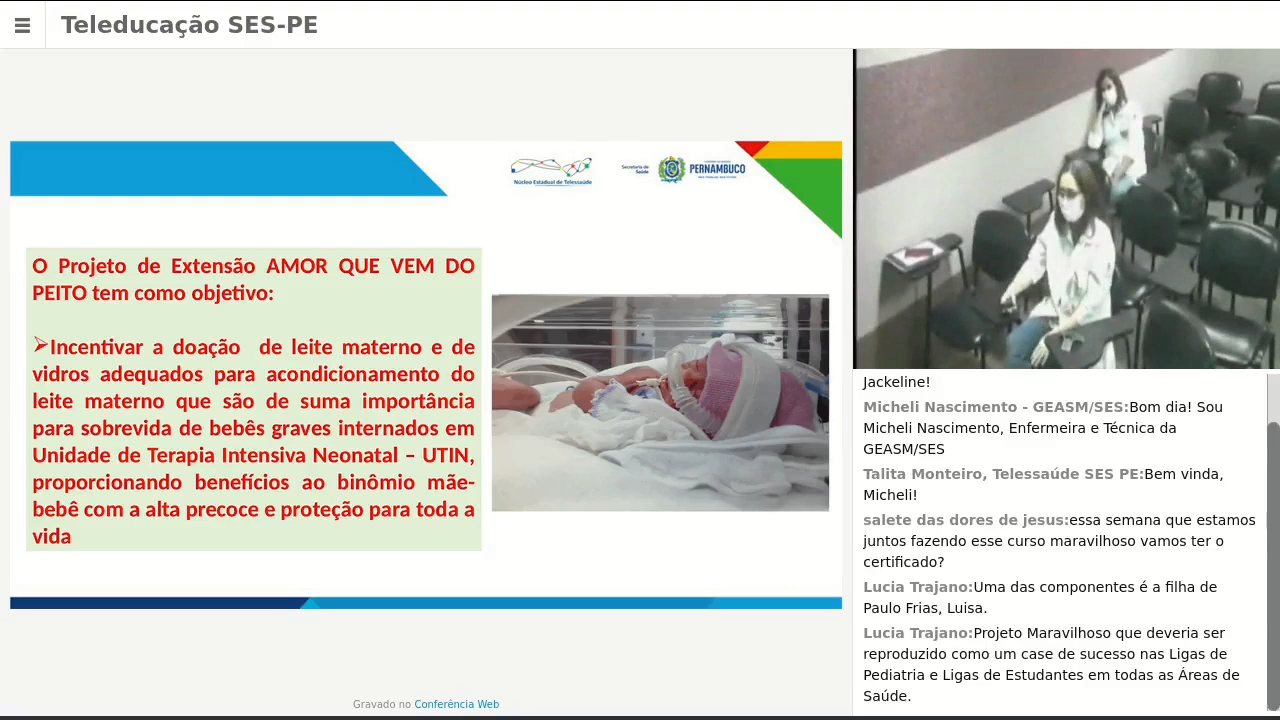 Teleducação SES-PE
Núcleo Estadual de Telessaúde
Secretaria de
Saúde
PERNAMBUCO
O Projeto de Extensão AMOR QUE VEM DO
PEITO tem como objetivo:
➢Incentivar a doação de leite materno e de
vidros adequados para acondicionamento do
leite materno que são de suma importância
para sobrevida de bebês graves internados em
Unidade de Terapia Intensiva Neonatal – UTIN,
proporcionando benefícios ao binômio mãe-
bebê com a alta precoce e proteção para toda a
vida
Gravado no Conferência Web
Jackeline!
Micheli Nascimento - GEASM/SES:Bom dia! Sou
Micheli Nascimento, Enfermeira e Técnica da
GEASM/SES
Talita Monteiro, Telessaúde SES PE:Bem vinda,
Micheli!
salete das dores de jesus:essa semana que estamos
juntos fazendo esse curso maravilhoso vamos ter o
certificado?
Lucia Trajano:Uma das componentes é a filha de
Paulo Frias, Luísa.
Lucia Trajano:Projeto Maravilhoso que deveria ser
reproduzido como um case de sucesso nas Ligas de
Pediatria e Ligas de Estudantes em todas as Áreas de
Saúde.